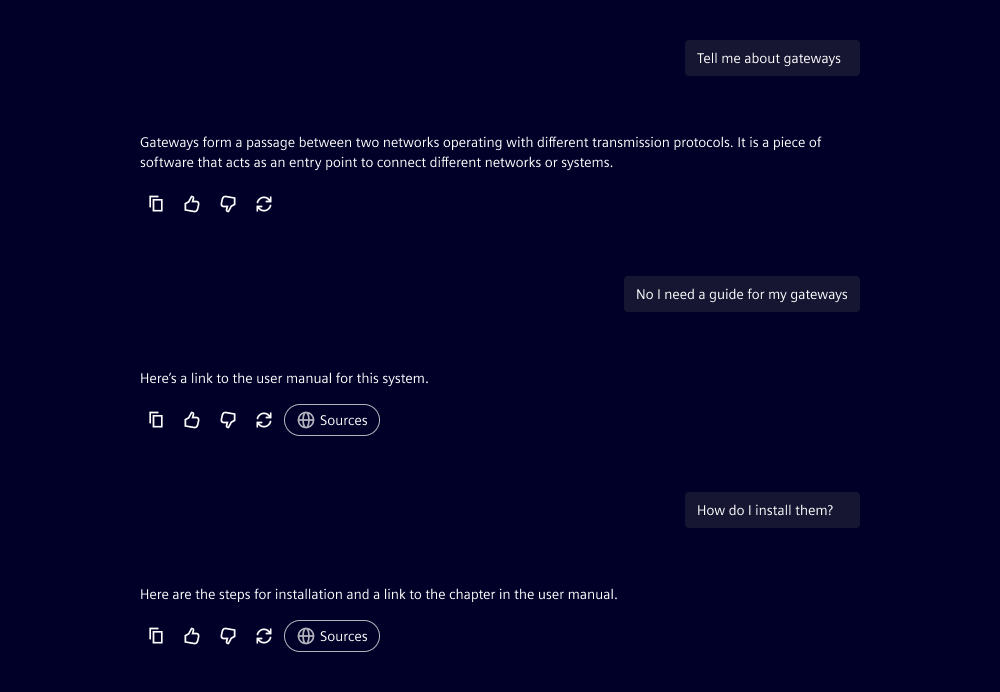 Tell me about gateways
Gateways form a passage between two networks operating with different transmission protocols. It is a piece of
software that acts as an entry point to connect different networks or systems.
No I need a guide for my gateways
Here’s a link to the user manual for this system.
Sources
How do I install them?
Here are the steps for installation and a link to the chapter in the user manual.
Sources